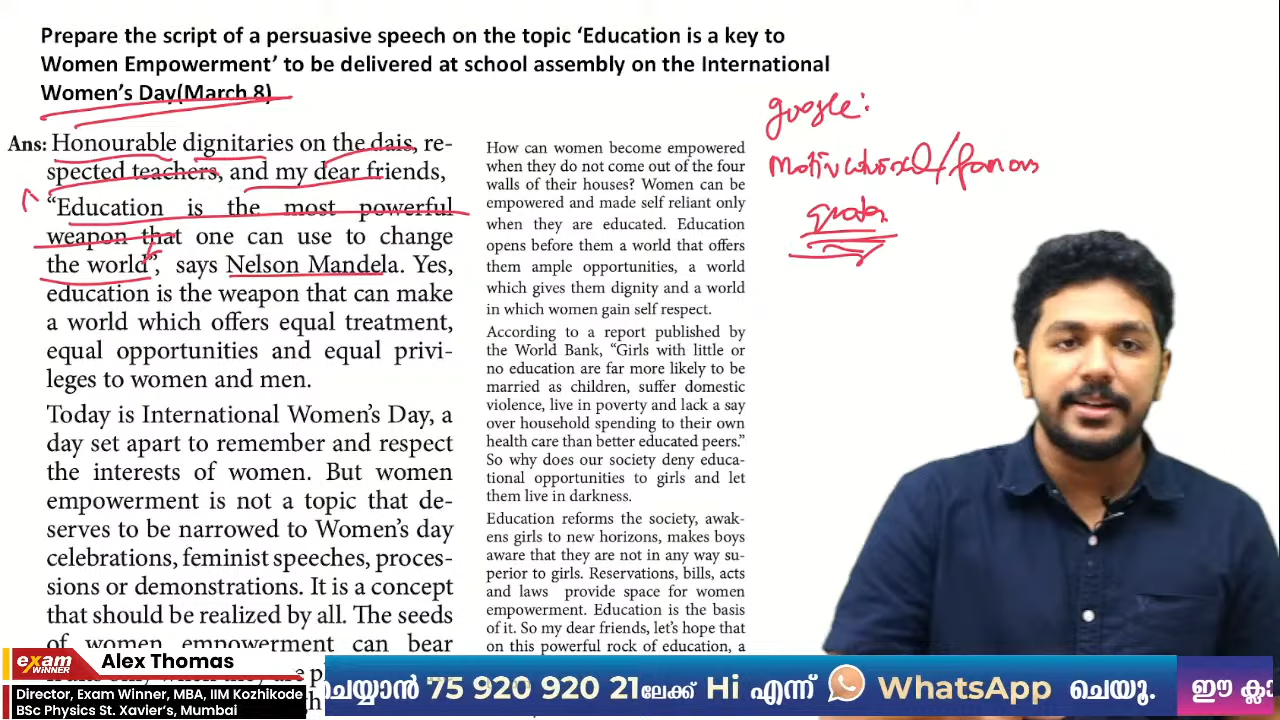 Prepare the script of a persuasive speech on the topic ‘Education is a key to
Women Empowerment’ to be delivered at school assembly on the International
Women’s Day(March 8)
Ans: Honourable dignitaries on the dais, re-
spected teachers, and my dear friends,
“Education is the most powerful
weapon that one can use to change
the world”, says Nelson Mandela. Yes,
education is the weapon that can make
a world which offers equal treatment,
equal opportunities and equal privi-
leges to women and men.
Today is International Women’s Day, a
day set apart to remember and respect
the interests of women. But women
empowerment is not a topic that de-
serves to be narrowed to Women’s day
celebrations, feminist speeches, proces-
sions or demonstrations. It is a concept
that should be realized by all. The seeds
of women empowerment can bear
How can women become empowered
when they do not come out of the four
walls of their houses? Women can be
empowered and made self reliant only
when they are educated. Education
opens before them a world that offers
them ample opportunities, a world
which gives them dignity and a world
in which women gain self respect.
According to a report published by
the World Bank, “Girls with little or
no education are far more likely to be
married as children, suffer domestic
violence, live in poverty and lack a say
over household spending to their own
health care than better educated peers.”
So why does our society deny educa-
tional opportunities to girls and let
them live in darkness.
Education reforms the society, awak-
ens girls to new horizons, makes boys
aware that they are not in any way su-
perior to girls. Reservations, bills, acts
and laws provide space for women
empowerment. Education is the basis
of it. So my dear friends, let’s hope that
on this powerful rock of education, a
google:
motivational/famous
quotes
exam WINNER
Alex Thomas
Director, Exam Winner, MBA, IIM Kozhikode
BSc Physics St. Xavier’s, Mumbai
ചെയ്യാൻ 75 920 920 21ലേക്ക് Hi എന്ന് WhatsApp ചെയൂ.
ഈ ക്ലാ